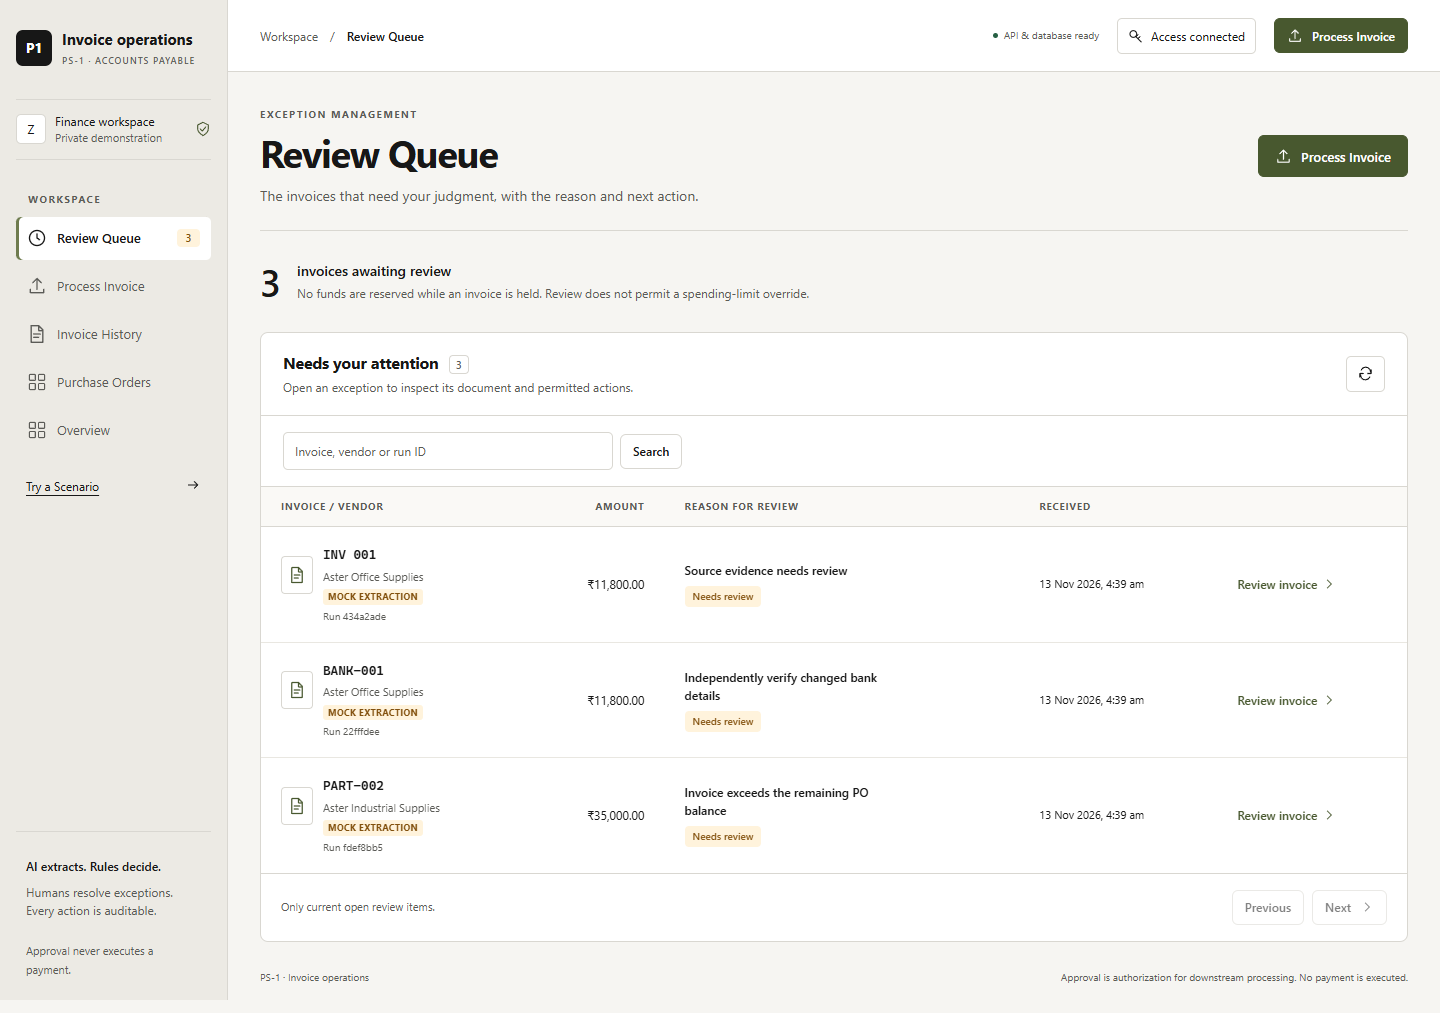 P1
Invoice operations
PS-1 · ACCOUNTS PAYABLE
Z
Finance workspace
Private demonstration
WORKSPACE
Review Queue 3
Process Invoice
Invoice History
Purchase Orders
Overview
Try a Scenario
AI extracts. Rules decide.
Humans resolve exceptions.
Every action is auditable.
Approval never executes a
payment.
Workspace / Review Queue
API & database ready
Access connected
Process Invoice
EXCEPTION MANAGEMENT
Review Queue
The invoices that need your judgment, with the reason and next action.
Process Invoice
3
invoices awaiting review
No funds are reserved while an invoice is held. Review does not permit a spending-limit override.
Needs your attention 3
Open an exception to inspect its document and permitted actions.
Invoice, vendor or run ID
Search
INVOICE / VENDOR AMOUNT REASON FOR REVIEW RECEIVED
INV 001
Aster Office Supplies
MOCK EXTRACTION
Run 434a2ade
₹11,800.00
Source evidence needs review
Needs review
13 Nov 2026, 4:39 am
Review invoice
BANK-001
Aster Office Supplies
MOCK EXTRACTION
Run 22fffdee
₹11,800.00
Independently verify changed bank
details
Needs review
13 Nov 2026, 4:39 am
Review invoice
PART-002
Aster Industrial Supplies
MOCK EXTRACTION
Run fdef8bb5
₹35,000.00
Invoice exceeds the remaining PO
balance
Needs review
13 Nov 2026, 4:39 am
Review invoice
Only current open review items.
Previous
Next
PS-1 · Invoice operations
Approval is authorization for downstream processing. No payment is executed.